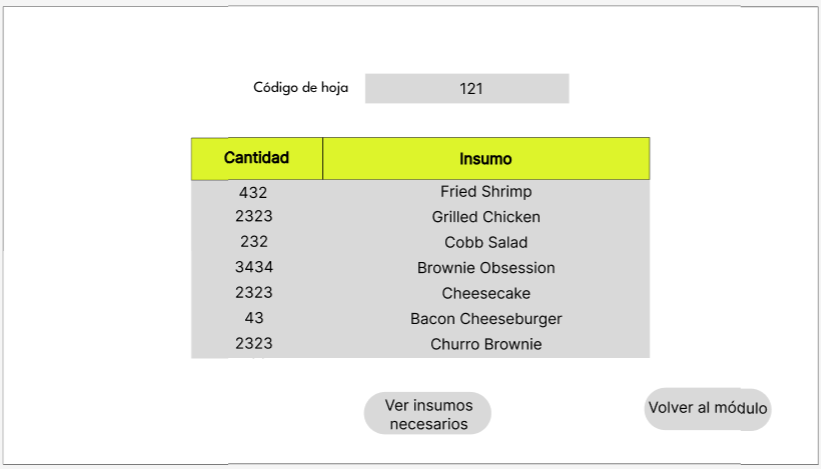 Código de hoja 121
Cantidad Insumo
432 Fried Shrimp
2323 Grilled Chicken
232 Cobb Salad
3434 Brownie Obsession
2323 Cheesecake
43 Bacon Cheeseburger
2323 Churro Brownie
Ver insumos
necesarios
Volver al módulo